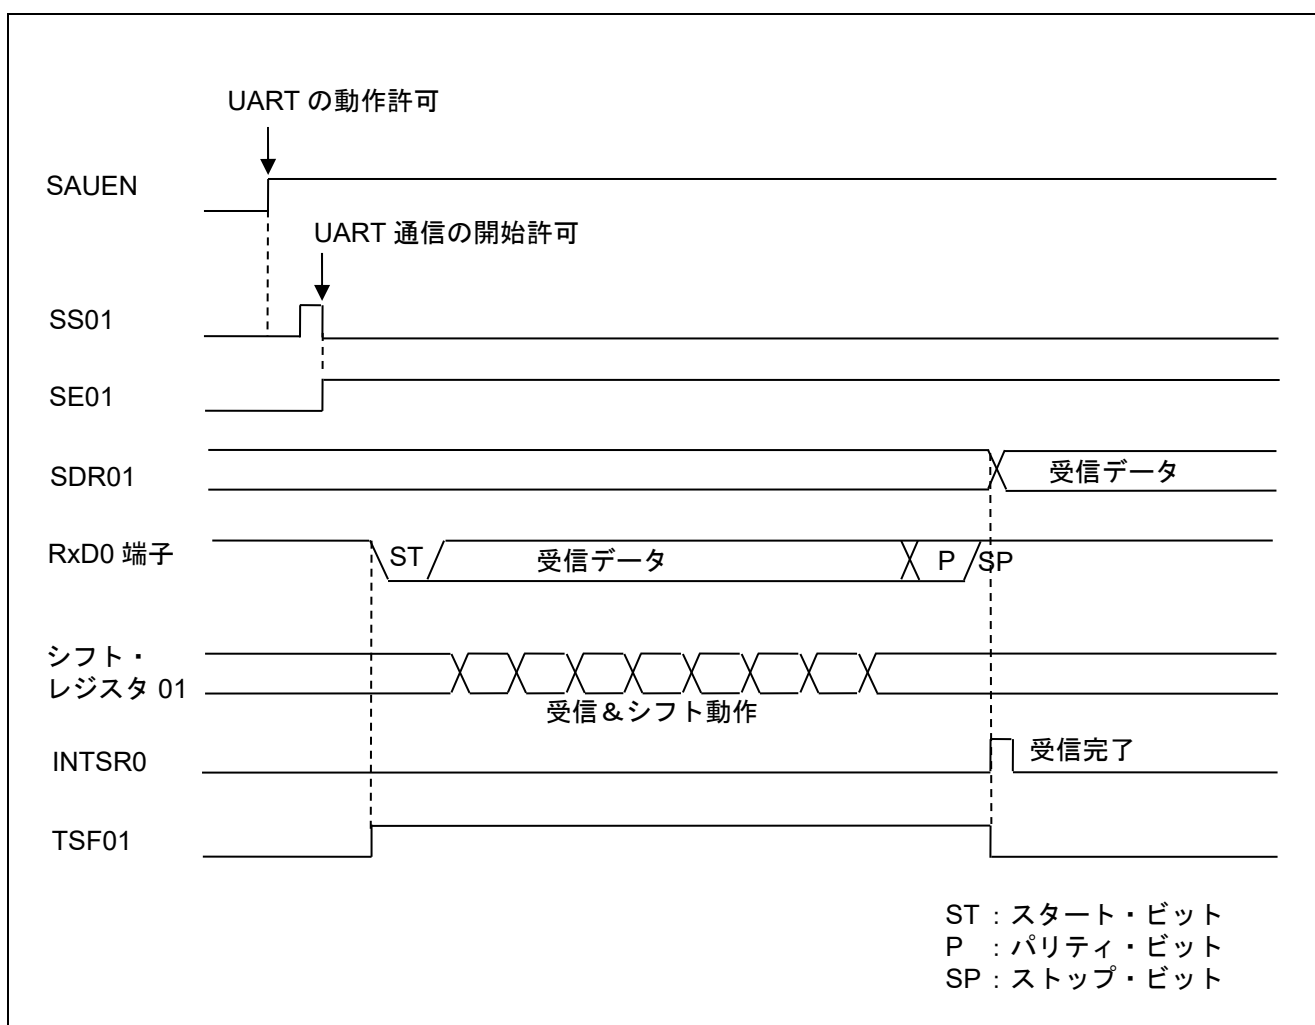 UART の動作許可
SAUEN
UART 通信の開始許可
SS01
SE01
SDR01
受信データ
RxD0 端子
ST
受信データ
P
SP
シフト・
レジスタ 01
受信&シフト動作
INTSR0
受信完了
TSF01
ST：スタート・ビット
P ：パリティ・ビット
SP：ストップ・ビット